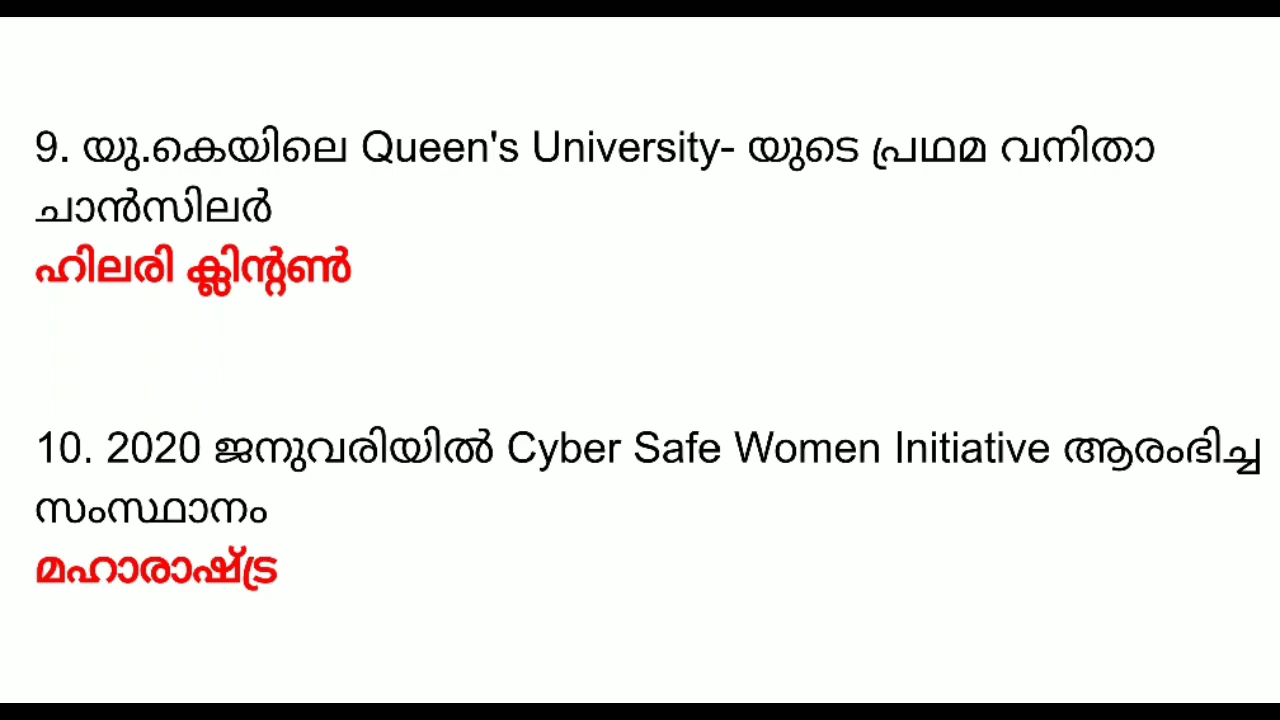 9. യു.കെയിലെ Queen's University- യുടെ പ്രഥമ വനിതാ
ചാൻസിലർ
ഹിലരി ക്ലിന്റൺ
10. 2020 ജനുവരിയിൽ Cyber Safe Women Initiative ആരംഭിച്ച
സംസ്ഥാനം
മഹാരാഷ്ട്ര